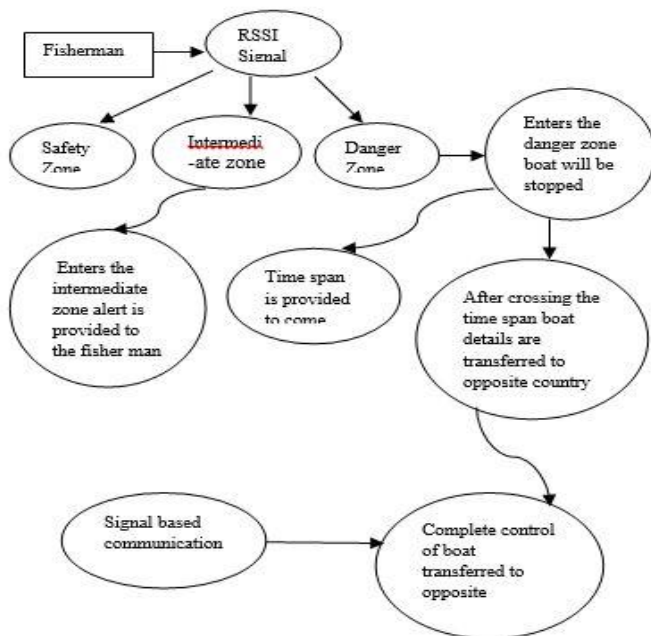 Fisherman
RSSI
Signal
Safety
Zone
Intermedi
-ate zone
Danger
Zone
Enters the
danger zone
boat will be
stopped
Enters the
intermediate
zone alert is
provided to
the fisher man
Time span
is provided
to come
After crossing the
time span boat
details are
transferred to
opposite country
Signal based
communication
Complete control
of boat
transferred to
opposite